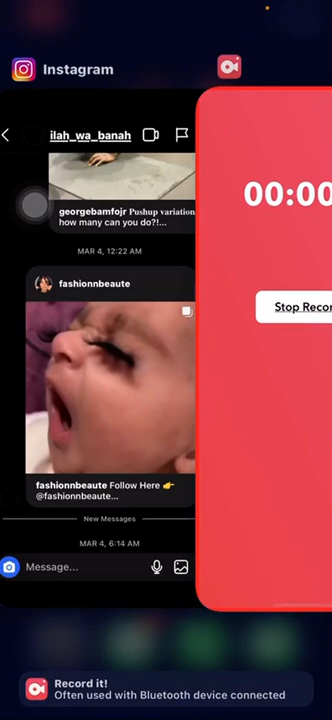 Instagram
ilah_wa_banah
georgebamfojr Pushup variation
how many can you do?!...
MAR 4, 12:22 AM
fashionnbeaute
fashionnbeaute Follow Here 👉
@fashionnbeaute...
New Messages
MAR 4, 6:14 AM
Message...
00:00
Stop Recor
Record it!
Often used with Bluetooth device connected